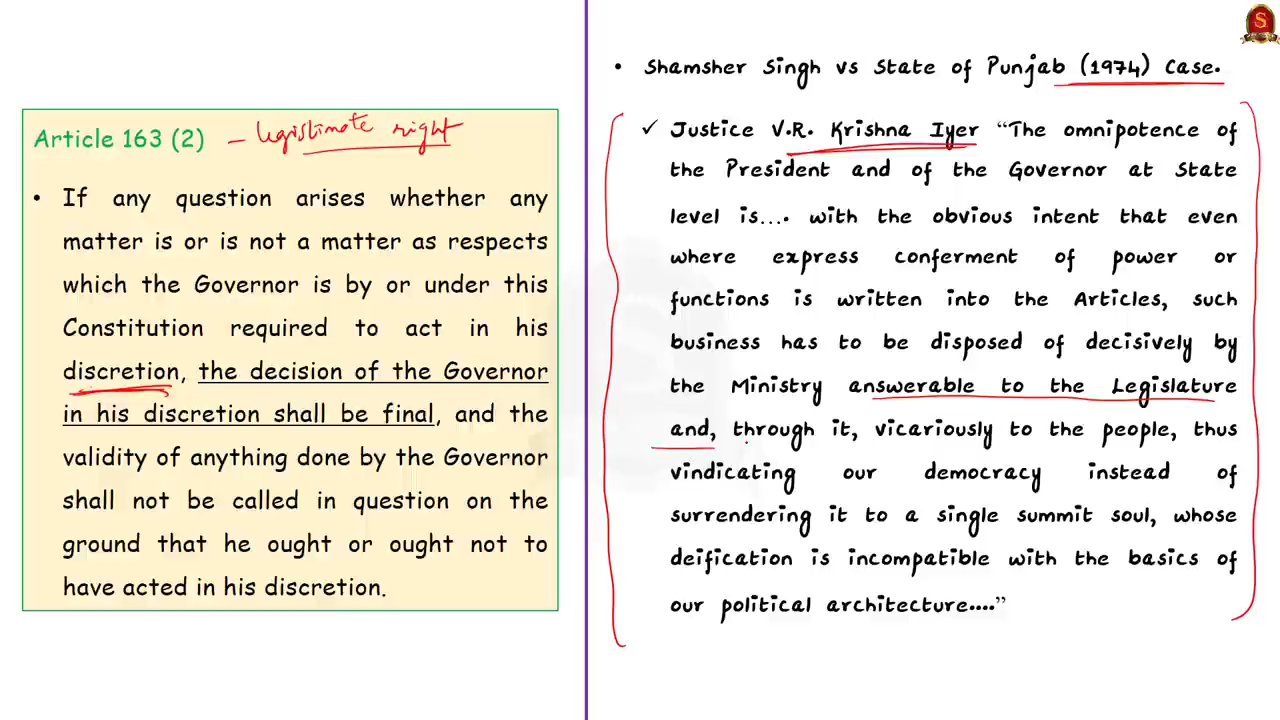 Article 163 (2) – legistimate right
• If any question arises whether any
matter is or is not a matter as respects
which the Governor is by or under this
Constitution required to act in his
discretion, the decision of the Governor
in his discretion shall be final, and the
validity of anything done by the Governor
shall not be called in question on the
ground that he ought or ought not to
have acted in his discretion.
• Shamsher Singh vs State of Punjab (1974) Case.
✓ Justice V.R. Krishna Iyer “The omnipotence of
the President and of the Governor at State
level is…. with the obvious intent that even
where express conferment of power or
functions is written into the Articles, such
business has to be disposed of decisively by
the Ministry answerable to the Legislature
and, through it, vicariously to the people, thus
vindicating our democracy instead of
surrendering it to a single summit soul, whose
deification is incompatible with the basics of
our political architecture....”
S